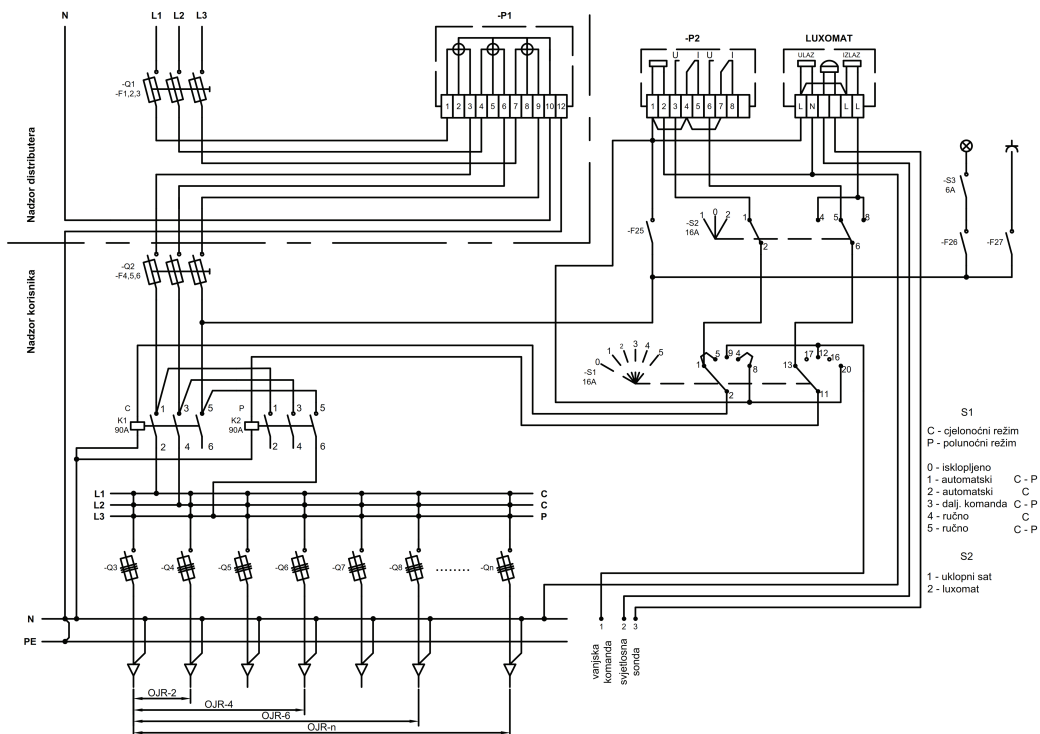 N L1 L2 L3
-P1
-P2
LUXOMAT
U I U I
ULAZ IZLAZ
-Q1
-F1,2,3
1 2 3 4 5 6 7 8 9 10 12
1 2 3 4 5 6 7 8
L N L L
Nadzor distributera
-S3
6A
-F25
-S2
16A
1 0 2
1
2
4 5 8
6
-F26
-F27
-Q2
-F4,5,6
Nadzor korisnika
-S1
16A
0 1 2 3 4 5
1 5 9 4 8
2
13 17 12 16 20
11
C
K1
90A
1 3 5
2 4 6
P
K2
90A
1 3 5
2 4 6
S1
C - cjelonoćni režim
P - polunoćni režim
0 - isklopljeno
1 - automatski C - P
2 - automatski C
3 - dalj. komanda C - P
4 - ručno C
5 - ručno C - P
S2
1 - uklopni sat
2 - luxomat
L1 C
L2 C
L3 P
-Q3 -Q4 -Q5 -Q6 -Q7 -Q8 ........ -Qn
N
PE
1 2 3
vanjska
komanda
svjetlosna
sonda
OJR-2
OJR-4
OJR-6
OJR-n